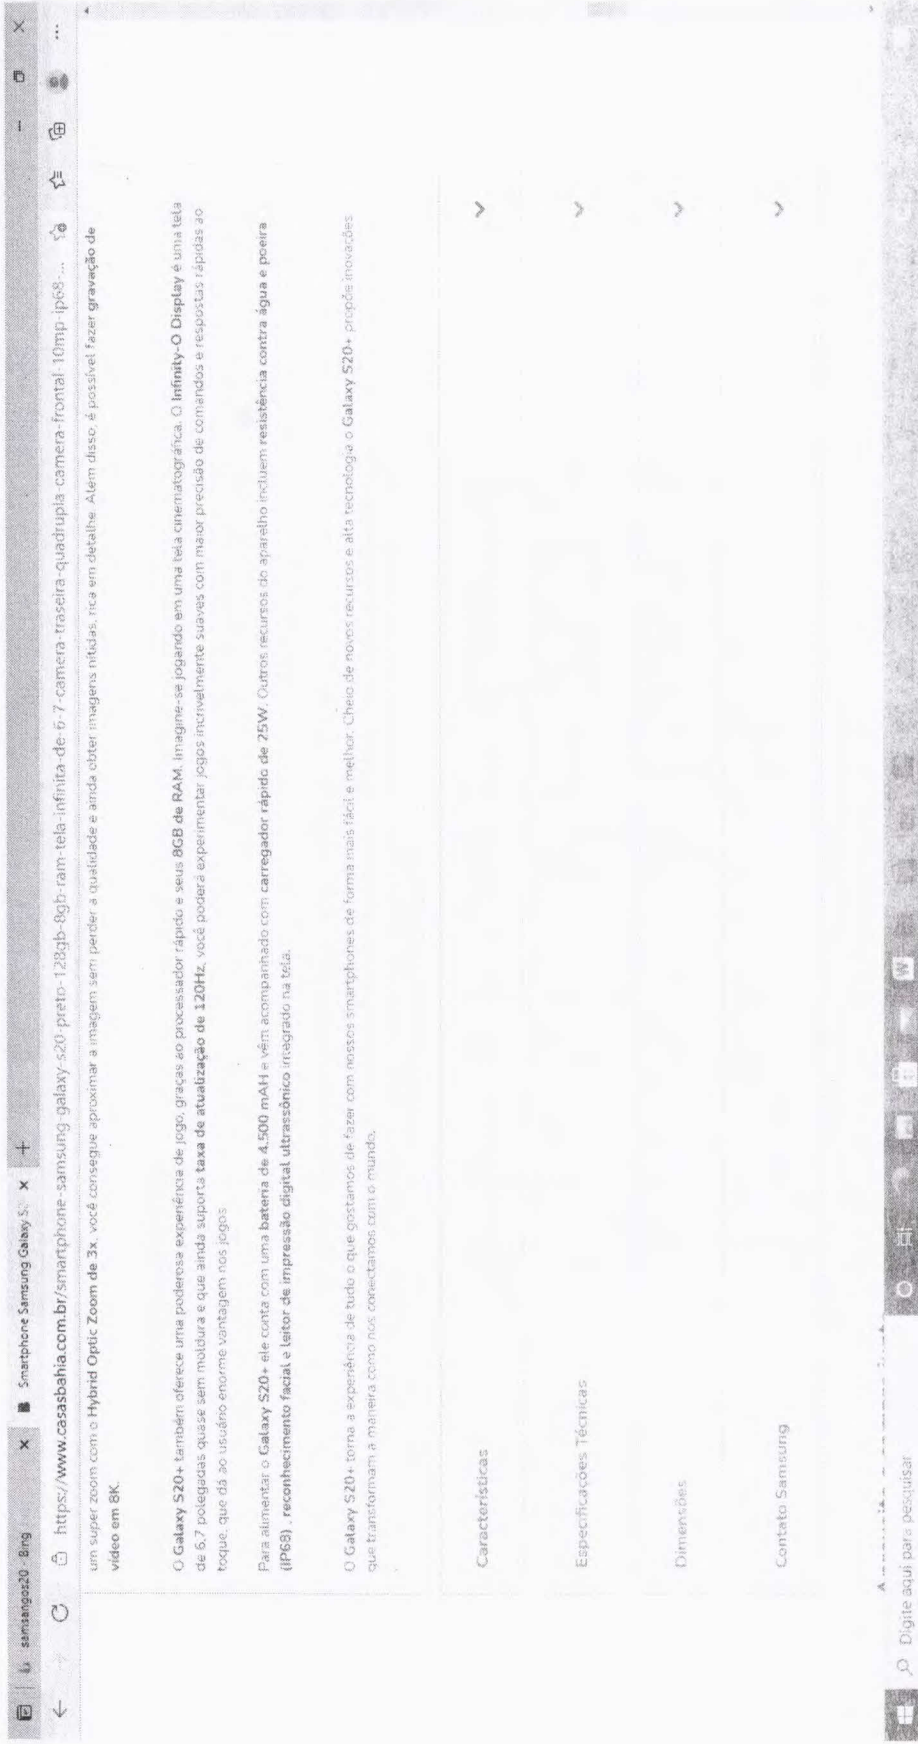 samsangos20 - Bing
Smartphone Samsung Galaxy S2
https://www.casasbahia.com.br/smartphone-samsung-galaxy-s20-preto-128gb-8gb-ram-tela-infinita-de-6-7-camera-traseira-quadrupla-camera-frontal-10mp-ip68-...
um super zoom com o Hybrid Optic Zoom de 3x, você consegue aproximar a imagem sem perder a qualidade e ainda obter imagens nítidas, rica em detalhe. Além disso, é possível fazer gravação de
vídeo em 8K.
O Galaxy S20+ também oferece uma poderosa experiência de jogo, graças ao processador rápido e seus 8GB de RAM. Imagine-se jogando em uma tela cinematográfica. O Infinity-O Display é uma tela
de 6,7 polegadas quase sem moldura e que ainda suporta taxa de atualização de 120Hz, você poderá experimentar jogos incrivelmente suaves com maior precisão de comandos e respostas rápidas ao
toque, que dá ao usuário enorme vantagem nos jogos
Para alimentar o Galaxy S20+ ele conta com uma bateria de 4.500 mAH e vêm acompanhado com carregador rápido de 25W. Outros recursos do aparelho incluem resistência contra água e poeira
(IP68) , reconhecimento facial e leitor de impressão digital ultrassônico integrado na tela.
O Galaxy S20+ torna a experiência de tudo o que gostamos de fazer com nossos smartphones de forma mais fácil e melhor. Cheio de novos recursos e alta tecnologia o Galaxy S20+ propõe inovações
que transformam a maneira como nos conectamos com o mundo.
Características
Especificações Técnicas
Dimensões
Contato Samsung
Digite aqui para pesquisar